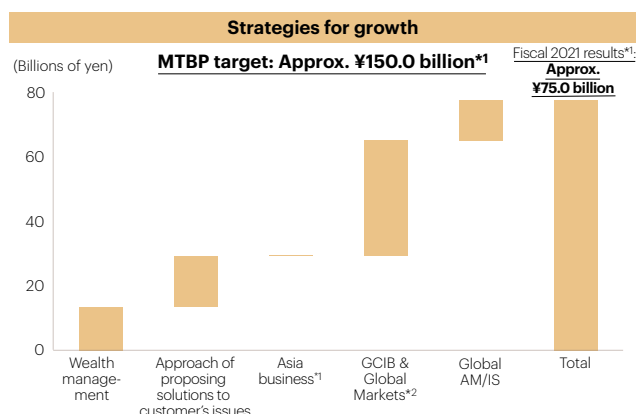 Strategies for growth
(Billions of yen)
MTBP target: Approx. ¥150.0 billion*1
Fiscal 2021 results*1:
Approx.
¥75.0 billion
80
60
40
20
0
Wealth
manage-
ment
Approach of
proposing
solutions to
customer's issues
Asia
business*1
GCIB &
Global
Markets*2
Global
AM/IS
Total